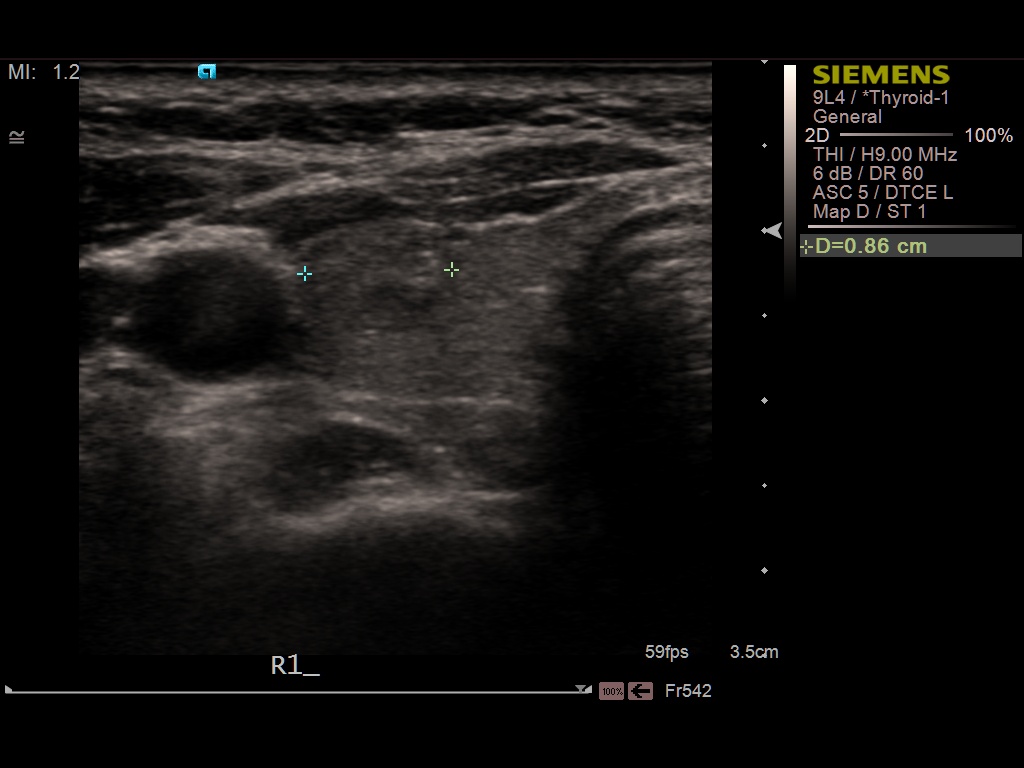 MI: 1.2
SIEMENS
9L4 / *Thyroid-1
General
2D 100%
THI / H9.00 MHz
6 dB / DR 60
ASC 5 / DTCE L
Map D / ST 1
D=0.86 cm
59fps 3.5cm
R1_
100% Fr542